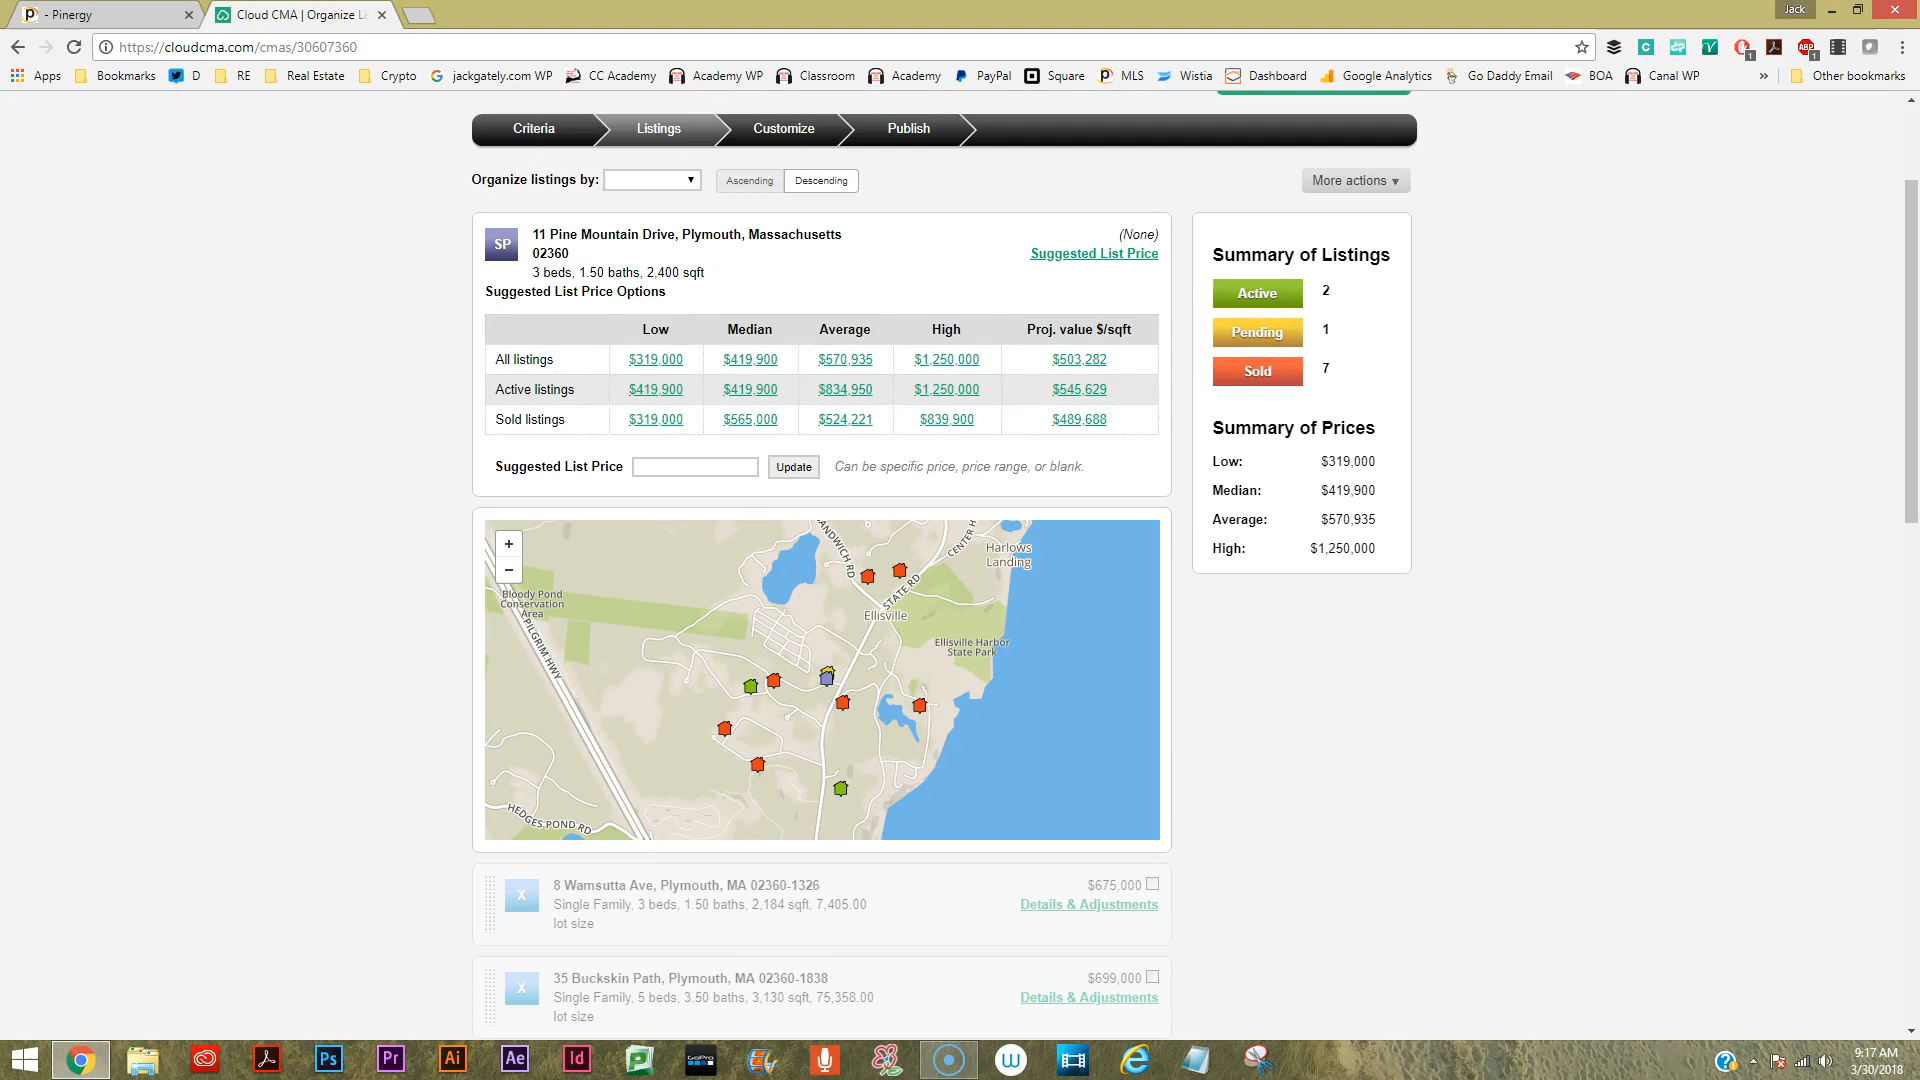 - Pinergy
Cloud CMA | Organize Li
Jack
https://cloudcma.com/cmas/30607360
Apps
Bookmarks
D
RE
Real Estate
Crypto
jackgately.com WP
CC Academy
Academy WP
Classroom
Academy
PayPal
Square
MLS
Wistia
Dashboard
Google Analytics
Go Daddy Email
BOA
Canal WP
»
Other bookmarks
Criteria
Listings
Customize
Publish
Organize listings by:
Ascending
Descending
More actions ▼
SP
11 Pine Mountain Drive, Plymouth, Massachusetts
02360
3 beds, 1.50 baths, 2,400 sqft
(None)
Suggested List Price
Suggested List Price Options
Low Median Average High Proj. value $/sqft
All listings $319,000 $419,900 $570,935 $1,250,000 $503,282
Active listings $419,900 $419,900 $834,950 $1,250,000 $545,629
Sold listings $319,000 $565,000 $524,221 $839,900 $489,688
Suggested List Price
Update
Can be specific price, price range, or blank.
Summary of Listings
Active 2
Pending 1
Sold 7
Summary of Prices
Low: $319,000
Median: $419,900
Average: $570,935
High: $1,250,000
+
−
Bloody Pond
Conservation
Area
PILGRIM HWY
HEDGES POND RD
ANDWICH RD
CENTER H
STATE RD
Harlows
Landing
Ellisville
Ellisville Harbor
State Park
X
8 Wamsutta Ave, Plymouth, MA 02360-1326
Single Family, 3 beds, 1.50 baths, 2,184 sqft, 7,405.00
lot size
$675,000
Details & Adjustments
X
35 Buckskin Path, Plymouth, MA 02360-1838
Single Family, 5 beds, 3.50 baths, 3,130 sqft, 75,358.00
lot size
$699,000
Details & Adjustments
Ps
Pr
Ai
Ae
Id
GoPro
W
9:17 AM
3/30/2018